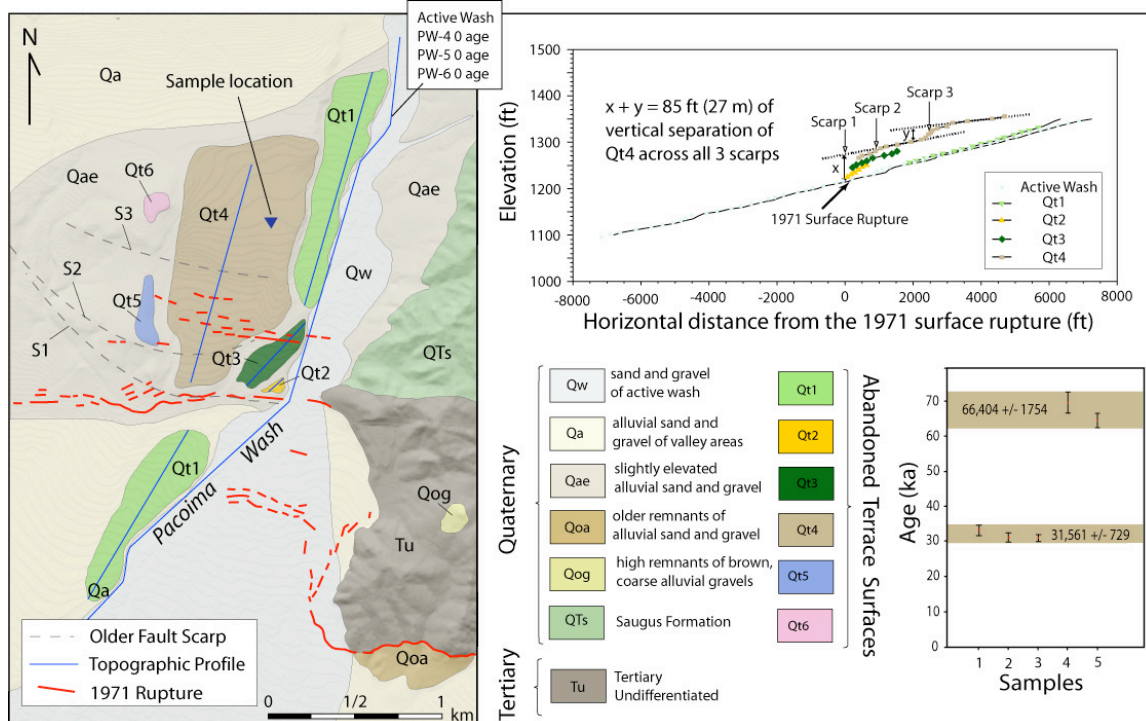 Active Wash
PW-4 0 age
PW-5 0 age
PW-6 0 age
N
Qa
Sample location
Qt1
Qt6
Qae
S3
Qt4
Qae
S2
Qw
Qt5
S1
Qt3
QTs
Qt2
Qt1
Pacoima Wash
Qog
Tu
Qa
Qoa
Older Fault Scarp
Topographic Profile
1971 Rupture
0 1/2 1
km
1500
1400
1300
1200
1100
1000
Elevation (ft)
x + y = 85 ft (27 m) of
vertical separation of
Qt4 across all 3 scarps
Scarp 1
Scarp 2
Scarp 3
y
x
1971 Surface Rupture
Active Wash
Qt1
Qt2
Qt3
Qt4
-8000 -6000 -4000 -2000 0 2000 4000 6000 8000
Horizontal distance from the 1971 surface rupture (ft)
Quaternary
Qw sand and gravel
of active wash
Qa alluvial sand and
gravel of valley areas
Qae slightly elevated
alluvial sand and gravel
Qoa older remnants of
alluvial sand and gravel
Qog high remnants of brown,
coarse alluvial gravels
QTs Saugus Formation
Tertiary
Tu Tertiary
Undifferentiated
Qt1
Qt2
Qt3
Qt4
Qt5
Qt6
Abandoned Terrace Surfaces
Age (ka)
70
60
50
40
30
20
10
0
66,404 +/- 1754
31,561 +/- 729
1 2 3 4 5
Samples